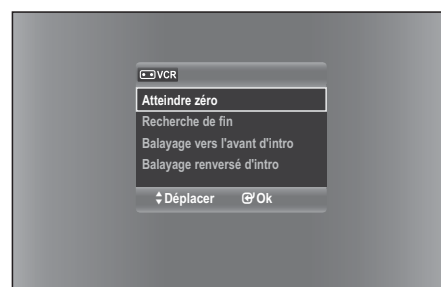 VCR
Atteindre zéro
Recherche de fin
Balayage vers l'avant d'intro
Balayage renversé d'intro
Déplacer Ok